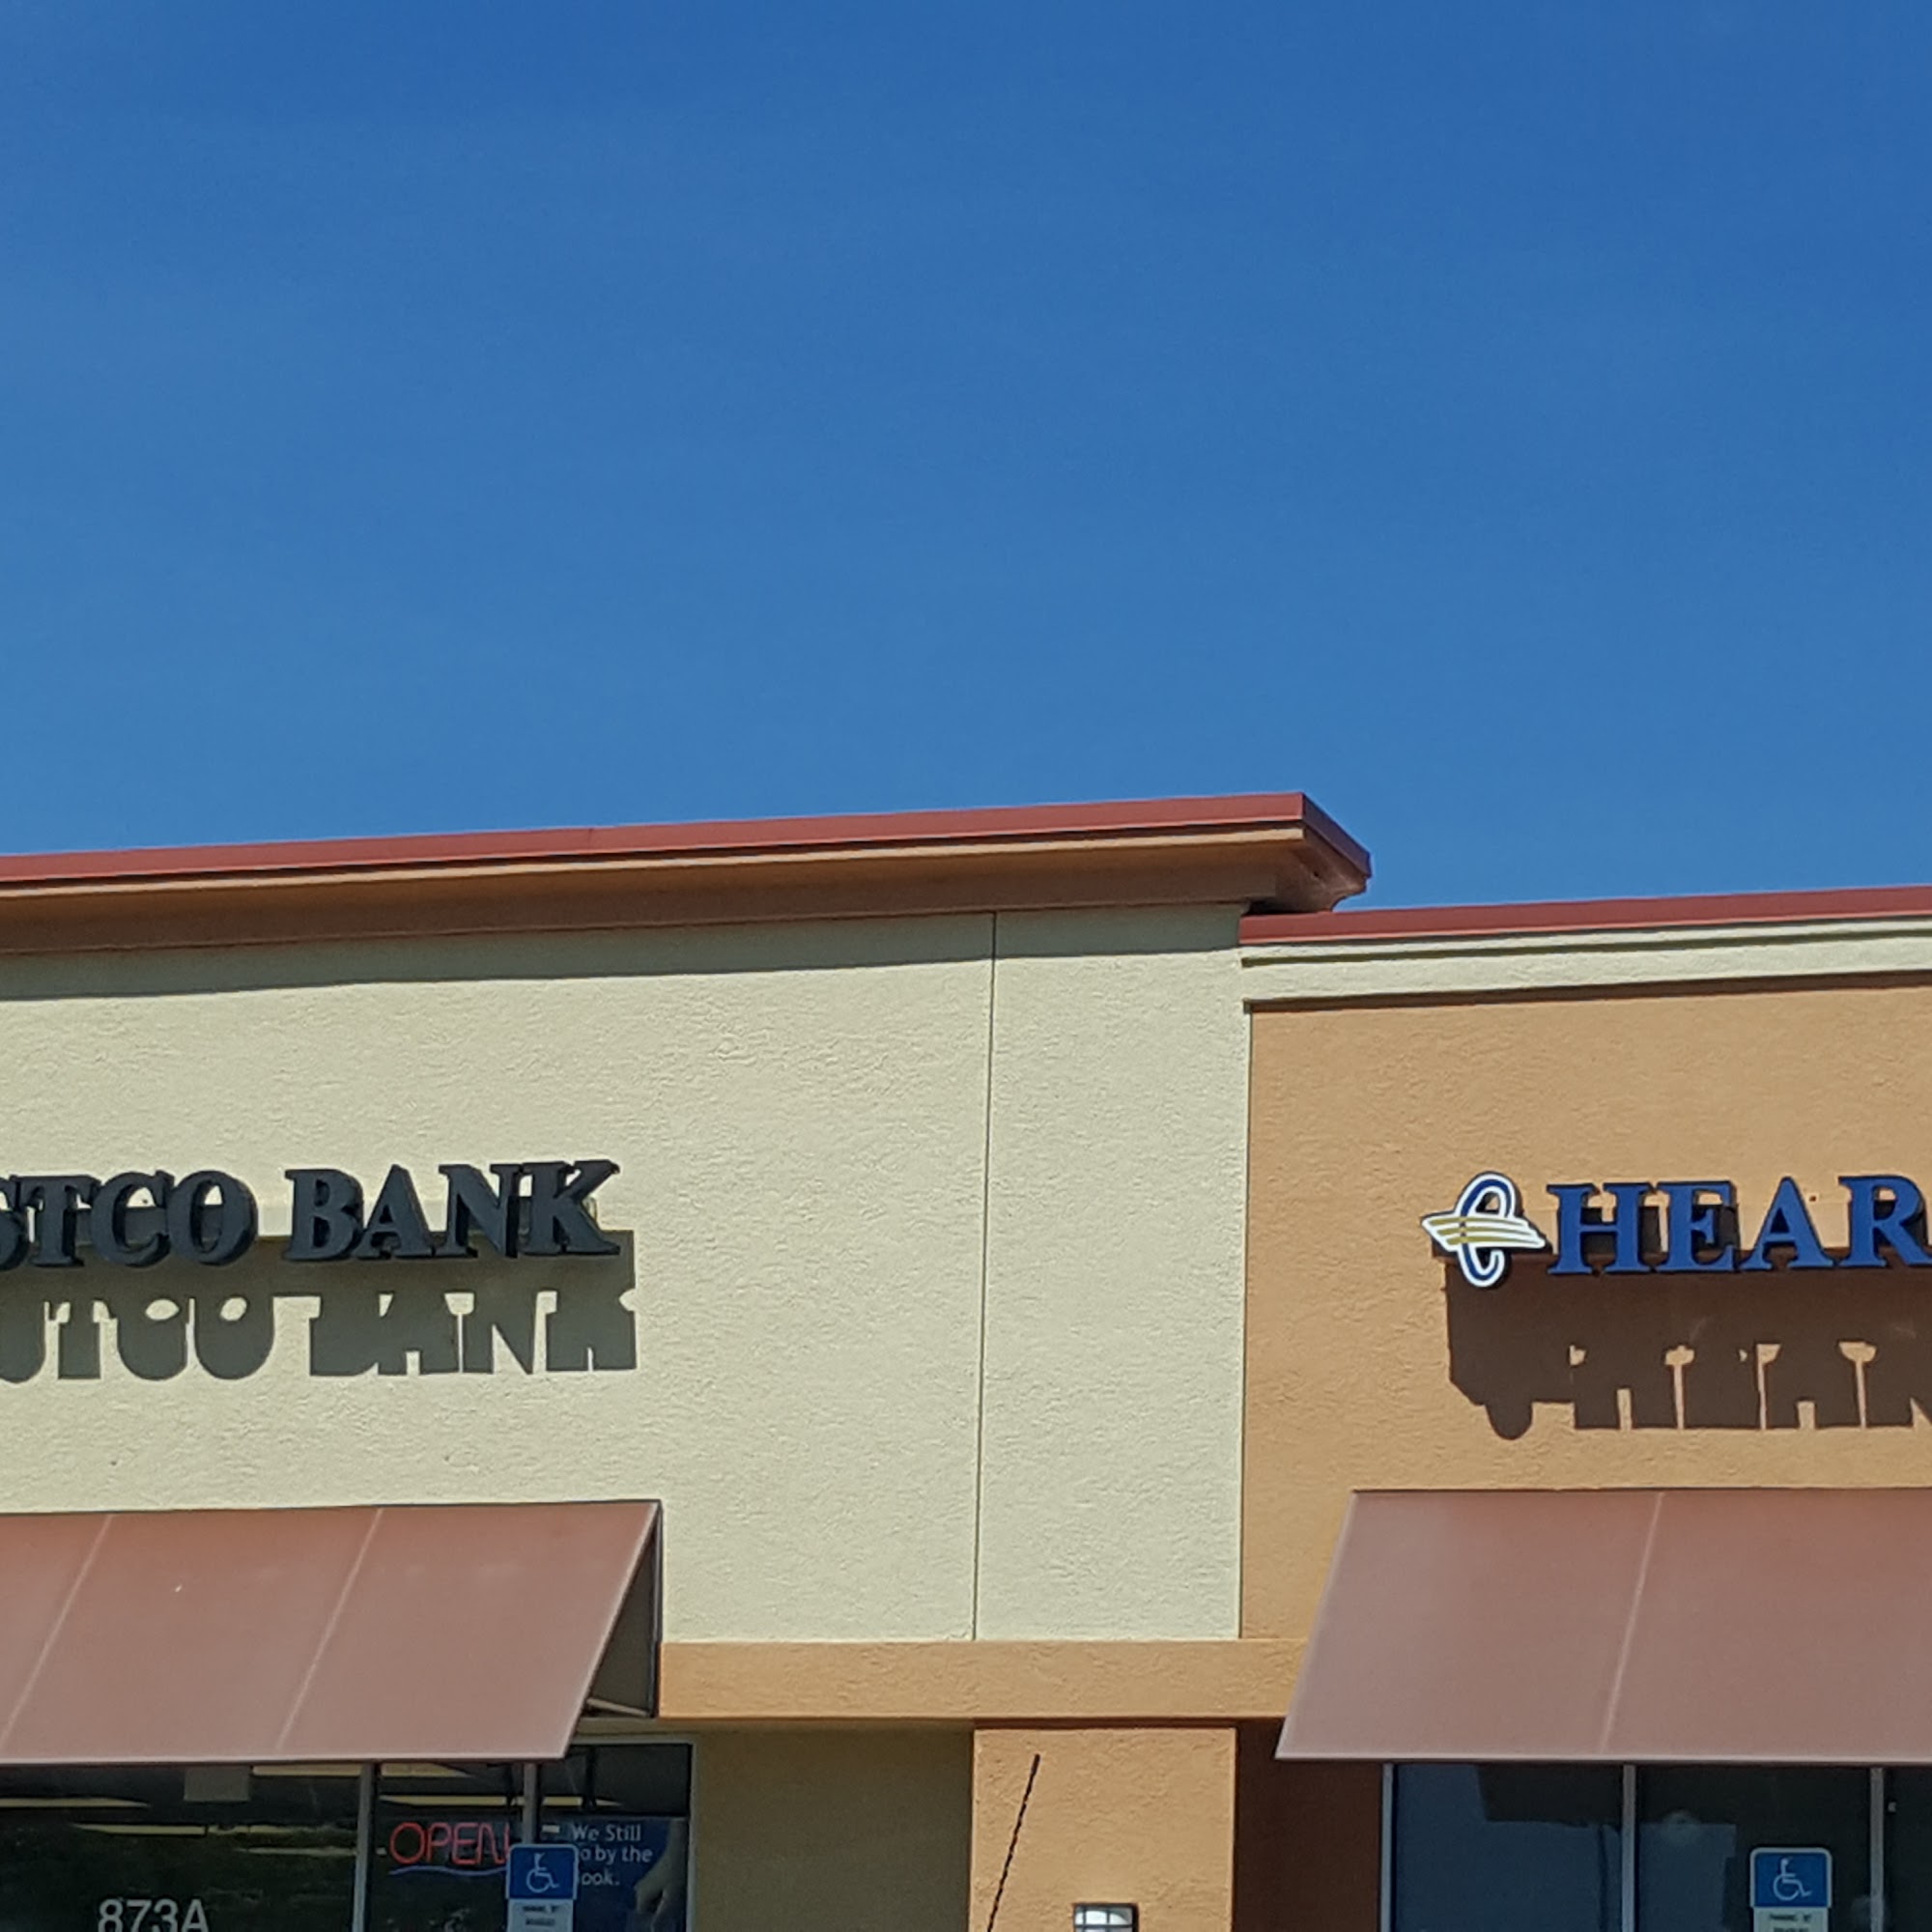 STCO BANK
HEAR
OPEN
We Still
o by the
ook.
873A